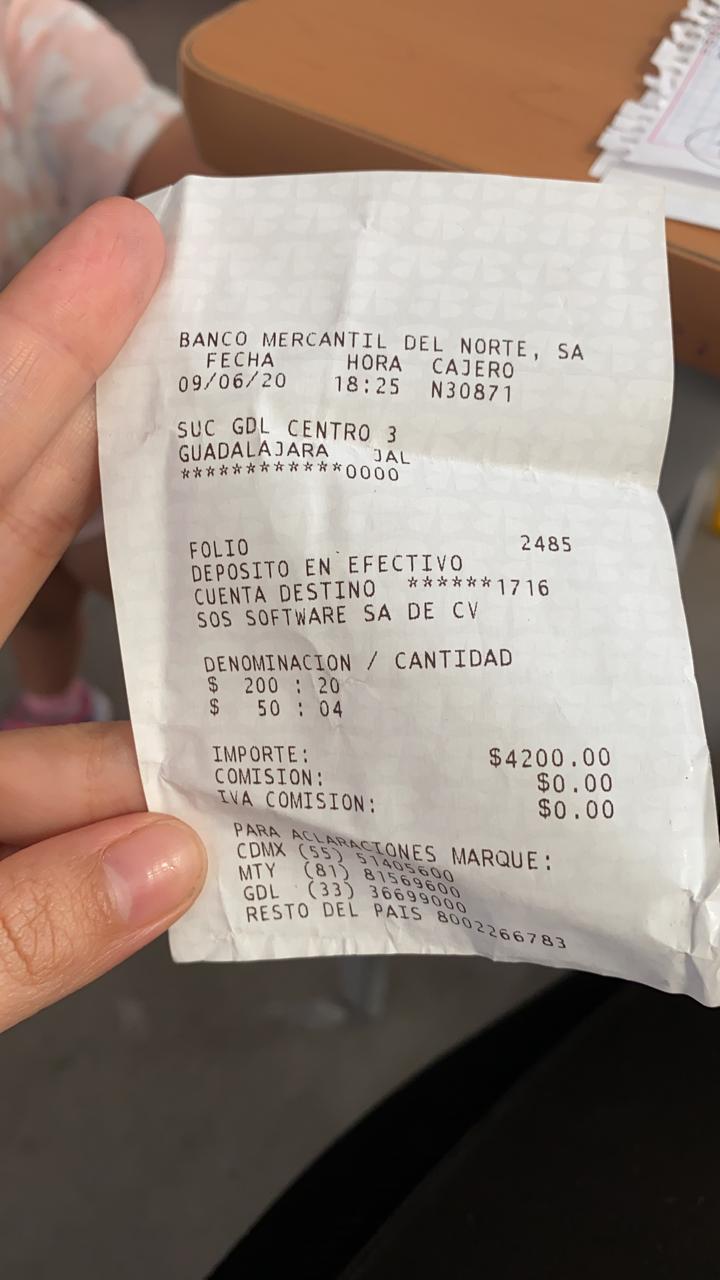 BANCO MERCANTIL DEL NORTE, SA
FECHA HORA CAJERO
09/06/20 18:25 N30871
SUC GDL CENTRO 3
GUADALAJARA JAL
************0000
FOLIO 2485
DEPOSITO EN EFECTIVO
CUENTA DESTINO ******1716
SOS SOFTWARE SA DE CV
DENOMINACION / CANTIDAD
$ 200 : 20
$ 50 : 04
IMPORTE: $4200.00
COMISION: $0.00
IVA COMISION: $0.00
PARA ACLARACIONES MARQUE:
CDMX (55) 51405600
MTY (81) 81569600
GDL (33) 36699000
RESTO DEL PAIS 8002266783